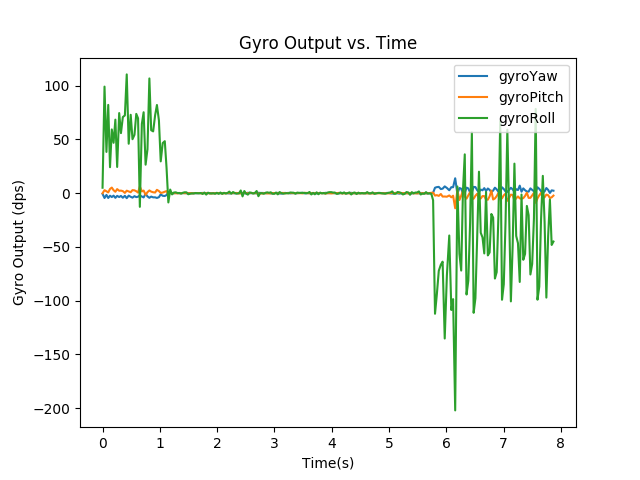 Gyro Output vs. Time
gyroYaw
gyroPitch
gyroRoll
100
50
0
−50
−100
−150
−200
Gyro Output (dps)
0 1 2 3 4 5 6 7 8
Time(s)